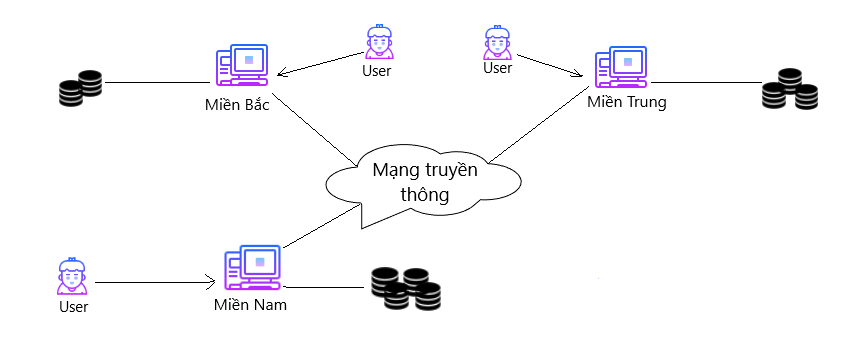 User
User
Miền Bắc
Miền Trung
Mạng truyền
thông
User
Miền Nam